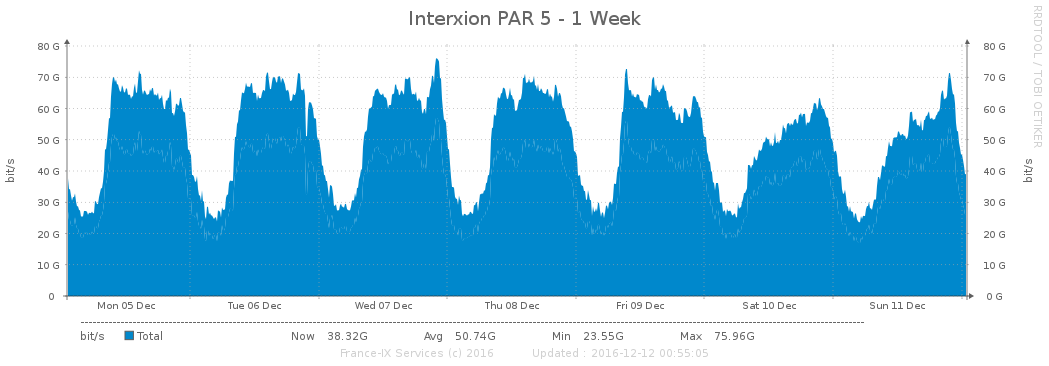 Interxion PAR 5 - 1 Week
RRDTOOL / TOBI OETIKER
80 G 80 G
70 G 70 G
60 G 60 G
50 G 50 G
40 G 40 G
30 G 30 G
20 G 20 G
10 G 10 G
0 0 G
bit/s
bit/s
Mon 05 Dec Tue 06 Dec Wed 07 Dec Thu 08 Dec Fri 09 Dec Sat 10 Dec Sun 11 Dec
bit/s Total Now 38.32G Avg 50.74G Min 23.55G Max 75.96G
France-IX Services (c) 2016 Updated : 2016-12-12 00:55:05